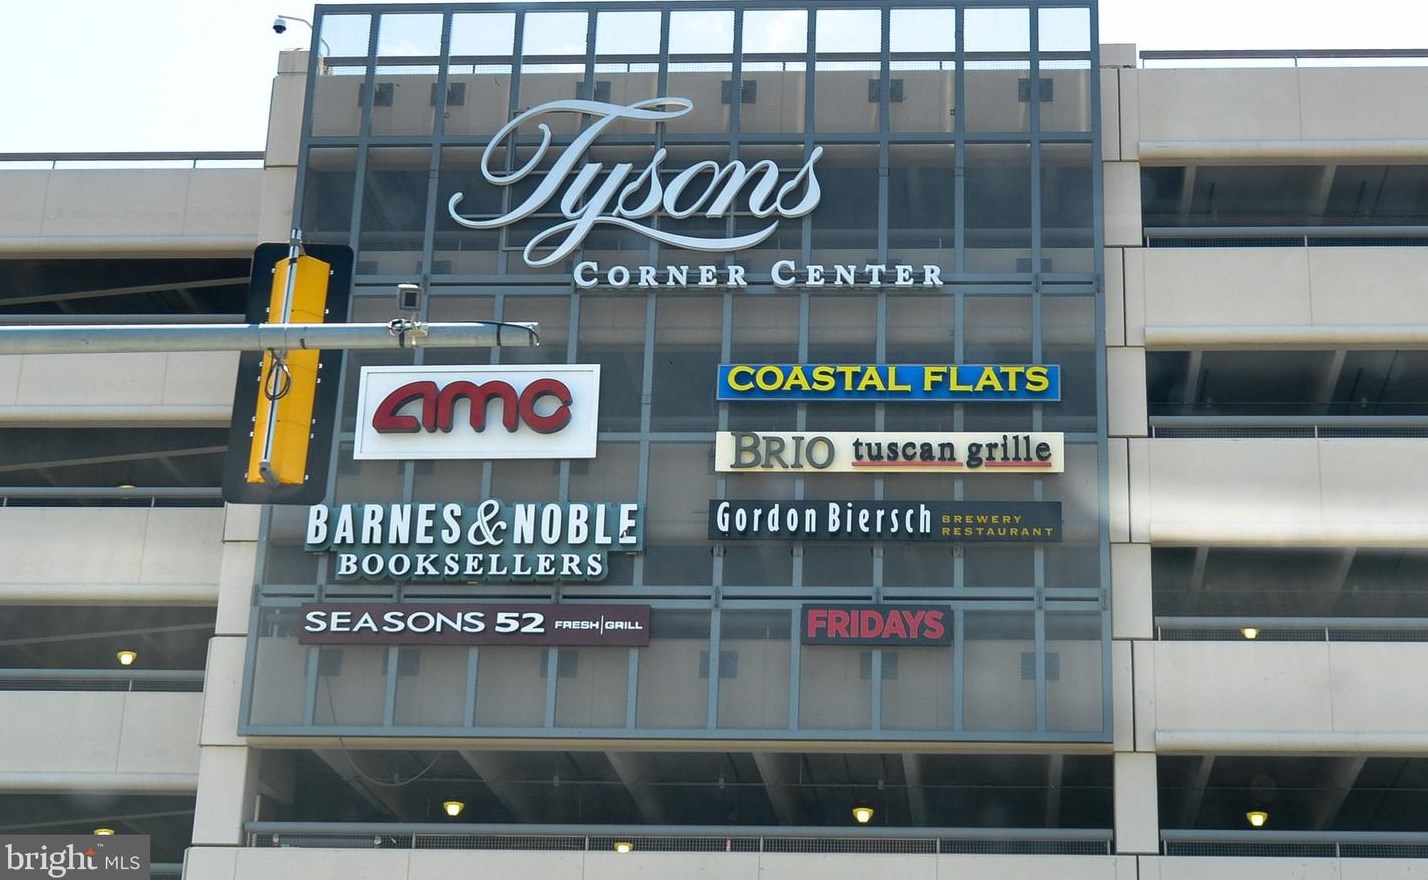 Tysons
CORNER CENTER
amc
COASTAL FLATS
BRIO tuscan grille
BARNES & NOBLE
BOOKSELLERS
Gordon Biersch BREWERY
RESTAURANT
SEASONS 52 FRESH|GRILL
FRIDAYS
bright MLS